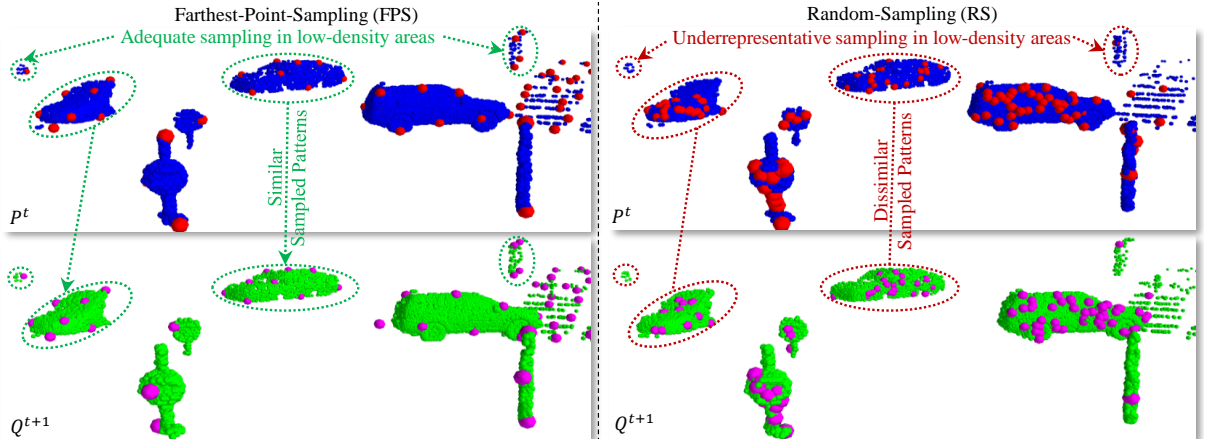 Farthest-Point-Sampling (FPS)
Adequate sampling in low-density areas
Similar
Sampled Patterns
P^t
Q^{t+1}
Random-Sampling (RS)
Underrepresentative sampling in low-density areas
Dissimilar
Sampled Patterns
P^t
Q^{t+1}